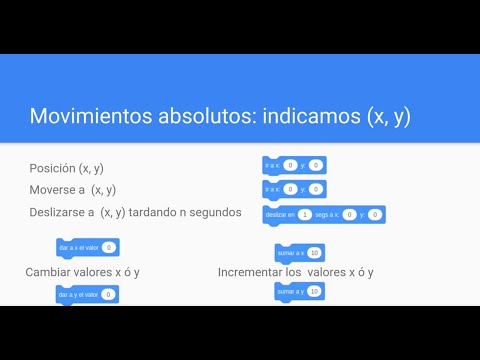 Movimientos absolutos: indicamos (x, y)
Posición (x, y)
ir a x: 0 y: 0
Moverse a (x, y)
ir a x: 0 y: 0
Deslizarse a (x, y) tardando n segundos
deslizar en 1 segs a x: 0 y: 0
dar a x el valor 0
sumar a x 10
Cambiar valores x ó y
Incrementar los valores x ó y
dar a y el valor 0
sumar a y 10